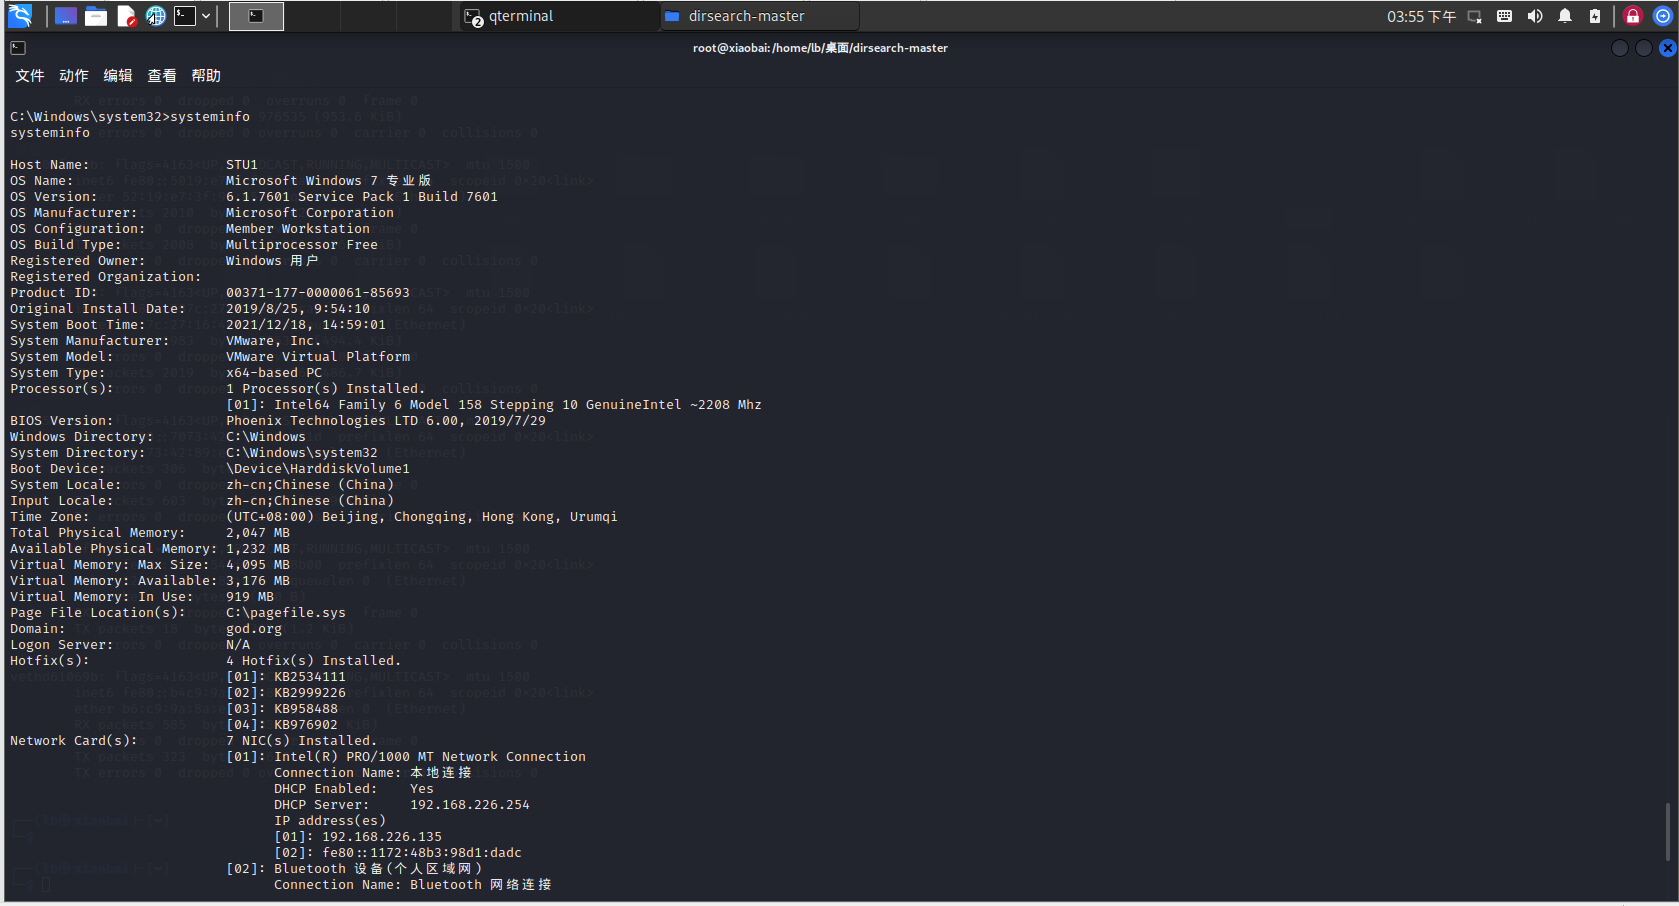 2 qterminal dirsearch-master 03:55 下午
root@xiaobai:/home/lb/桌面/dirsearch-master
文件 动作 编辑 查看 帮助
C:\Windows\system32>systeminfo
systeminfo
Host Name: STU1
OS Name: Microsoft Windows 7 专业版
OS Version: 6.1.7601 Service Pack 1 Build 7601
OS Manufacturer: Microsoft Corporation
OS Configuration: Member Workstation
OS Build Type: Multiprocessor Free
Registered Owner: Windows 用户
Registered Organization:
Product ID: 00371-177-0000061-85693
Original Install Date: 2019/8/25, 9:54:10
System Boot Time: 2021/12/18, 14:59:01
System Manufacturer: VMware, Inc.
System Model: VMware Virtual Platform
System Type: x64-based PC
Processor(s): 1 Processor(s) Installed.
[01]: Intel64 Family 6 Model 158 Stepping 10 GenuineIntel ~2208 Mhz
BIOS Version: Phoenix Technologies LTD 6.00, 2019/7/29
Windows Directory: C:\Windows
System Directory: C:\Windows\system32
Boot Device: \Device\HarddiskVolume1
System Locale: zh-cn;Chinese (China)
Input Locale: zh-cn;Chinese (China)
Time Zone: (UTC+08:00) Beijing, Chongqing, Hong Kong, Urumqi
Total Physical Memory: 2,047 MB
Available Physical Memory: 1,232 MB
Virtual Memory: Max Size: 4,095 MB
Virtual Memory: Available: 3,176 MB
Virtual Memory: In Use: 919 MB
Page File Location(s): C:\pagefile.sys
Domain: god.org
Logon Server: N/A
Hotfix(s): 4 Hotfix(s) Installed.
[01]: KB2534111
[02]: KB2999226
[03]: KB958488
[04]: KB976902
Network Card(s): 7 NIC(s) Installed.
[01]: Intel(R) PRO/1000 MT Network Connection
Connection Name: 本地连接
DHCP Enabled: Yes
DHCP Server: 192.168.226.254
IP address(es)
[01]: 192.168.226.135
[02]: fe80::1172:48b3:98d1:dadc
[02]: Bluetooth 设备(个人区域网)
Connection Name: Bluetooth 网络连接